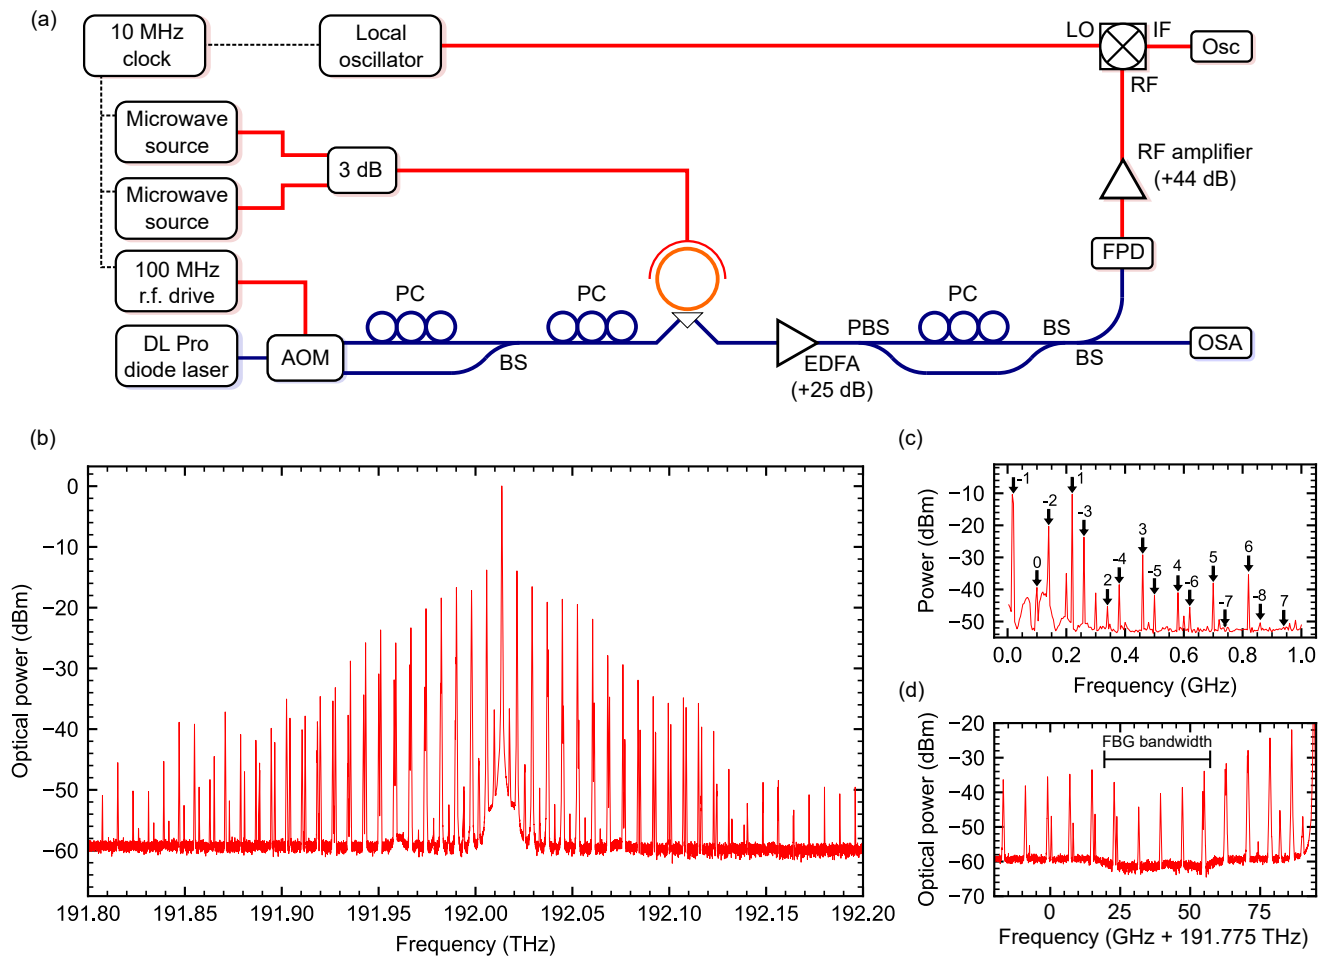 (a)
10 MHz
clock
Local
oscillator
LO
IF
Osc
RF
Microwave
source
3 dB
RF amplifier
(+44 dB)
Microwave
source
FPD
100 MHz
r.f. drive
PC
PC
PC
DL Pro
diode laser
AOM
BS
EDFA
(+25 dB)
PBS
BS
BS
OSA
(b)
0
−10
−20
−30
−40
−50
−60
Optical power (dBm)
191.80
191.85
191.90
191.95
192.00
192.05
192.10
192.15
192.20
Frequency (THz)
(c)
−10
−20
−30
−40
−50
Power (dBm)
-1
0
-2
1
-3
2
-4
3
-5
4
-6
5
-7
6
-8
7
0.0
0.2
0.4
0.6
0.8
1.0
Frequency (GHz)
(d)
−20
−30
−40
−50
−60
−70
Optical power (dBm)
FBG bandwidth
0
25
50
75
Frequency (GHz + 191.775 THz)